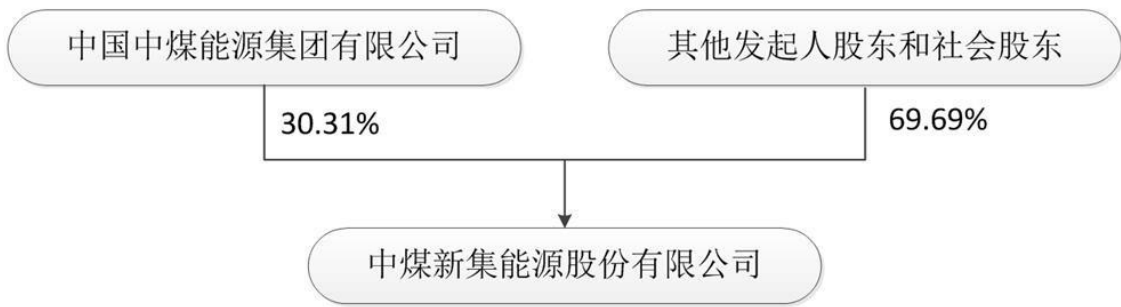 中国中煤能源集团有限公司
其他发起人股东和社会股东
30.31%
69.69%
中煤新集能源股份有限公司